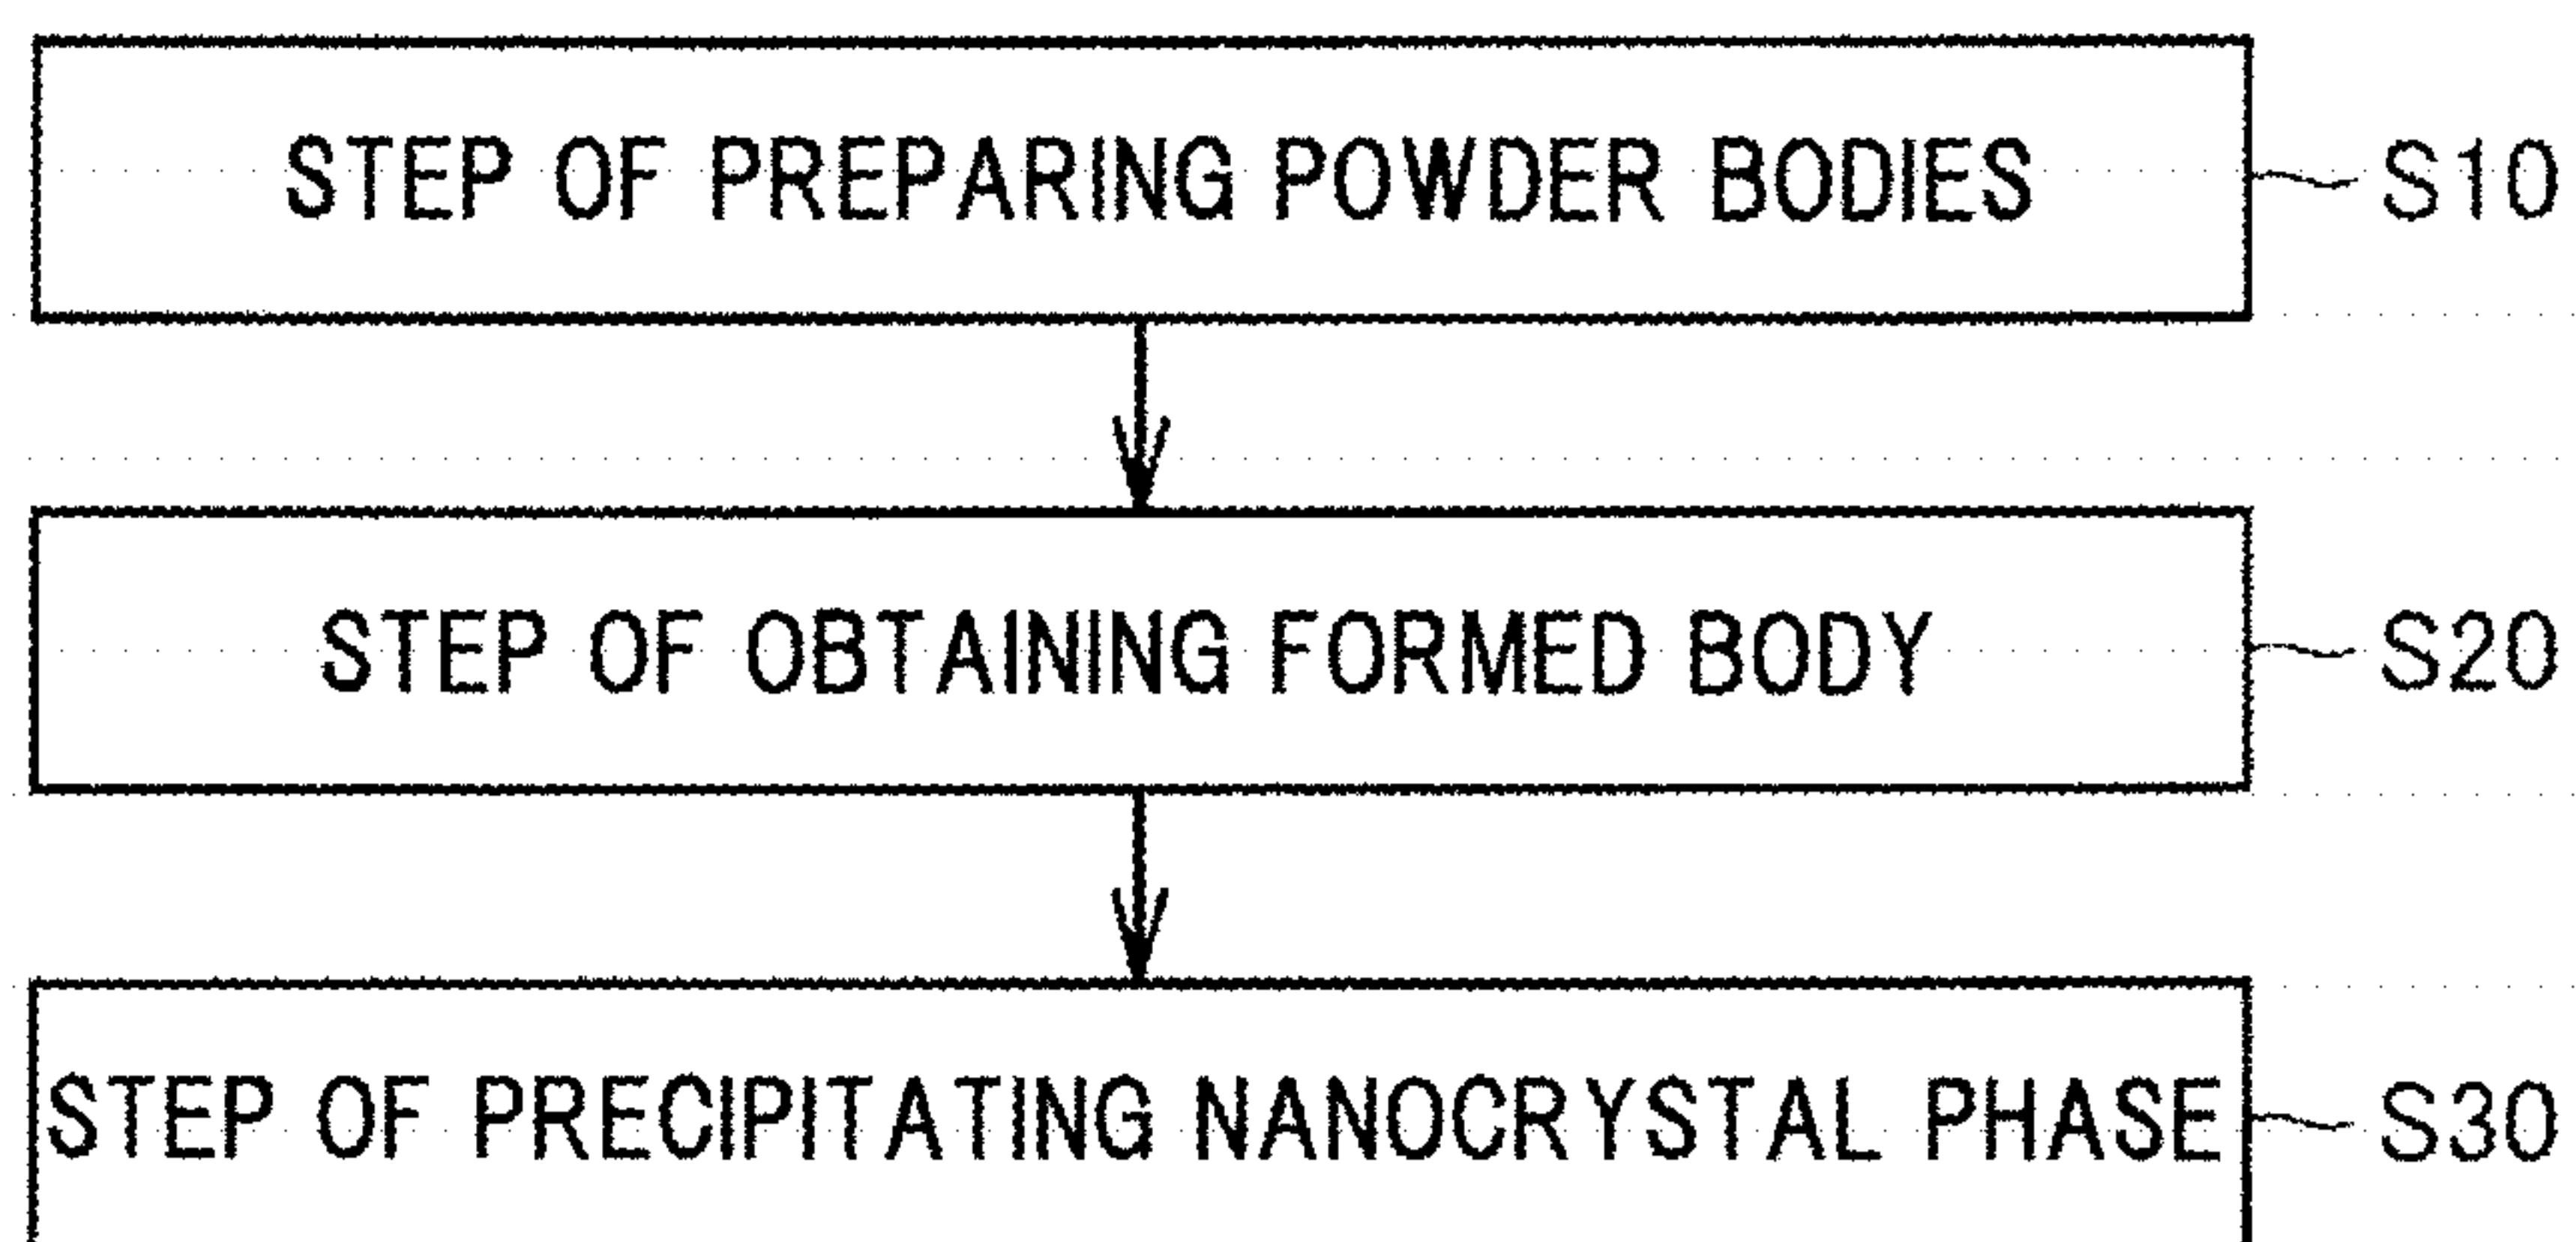 STEP OF PREPARING POWDER BODIES S10
STEP OF OBTAINING FORMED BODY S20
STEP OF PRECIPITATING NANOCRYSTAL PHASE S30